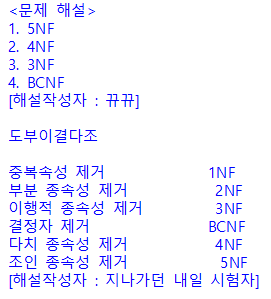 <문제 해설>
1. 5NF
2. 4NF
3. 3NF
4. BCNF
[해설작성자 : 뀨뀨]
도부이결다조
중복속성 제거 1NF
부분 종속성 제거 2NF
이행적 종속성 제거 3NF
결정자 제거 BCNF
다치 종속성 제거 4NF
조인 종속성 제거 5NF
[해설작성자 : 지나가던 내일 시험자]